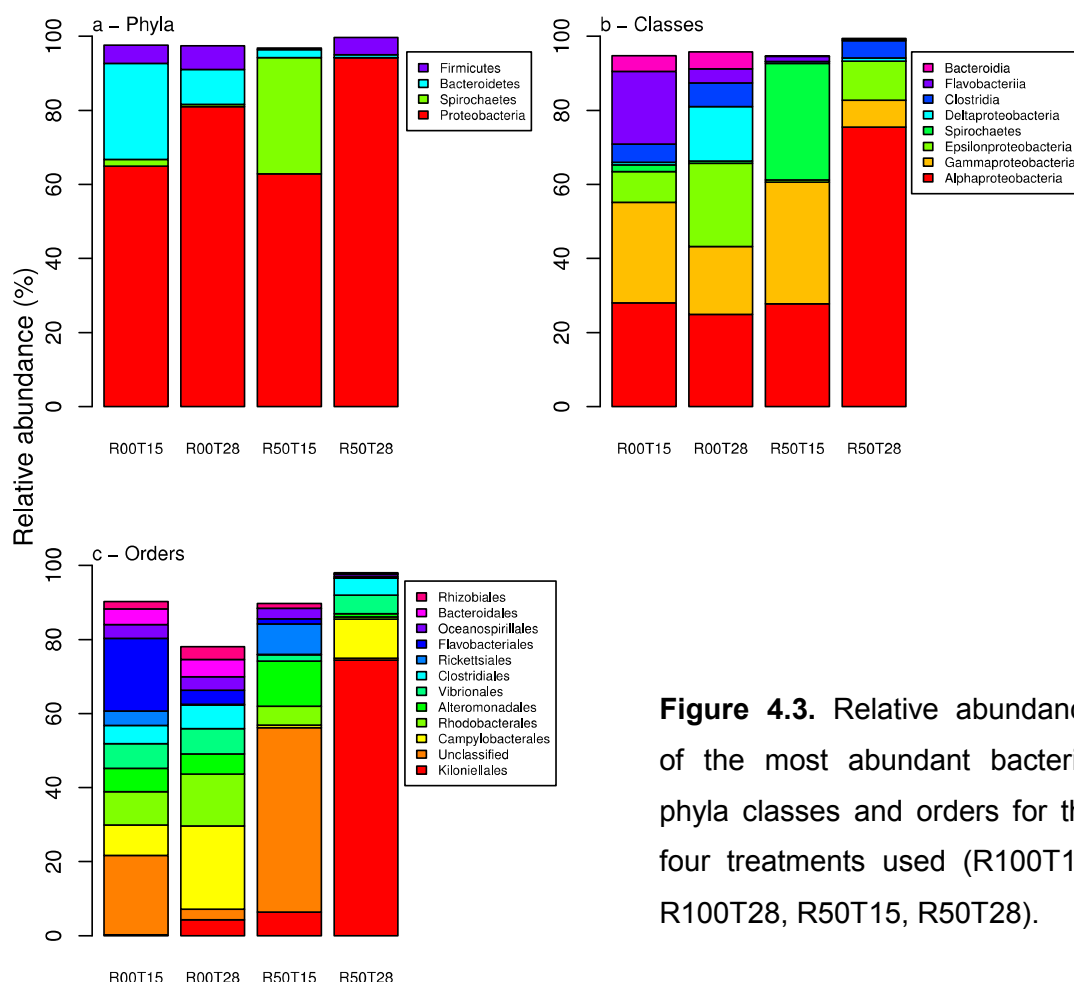 a – Phyla
100
80
60
40
20
0
Firmicutes
Bacteroidetes
Spirochaetes
Proteobacteria
R00T15 R00T28 R50T15 R50T28
b – Classes
100
80
60
40
20
0
Bacteroidia
Flavobacteriia
Clostridia
Deltaproteobacteria
Spirochaetes
Epsilonproteobacteria
Gammaproteobacteria
Alphaproteobacteria
R00T15 R00T28 R50T15 R50T28
Relative abundance (%)
c – Orders
100
80
60
40
20
0
Rhizobiales
Bacteroidales
Oceanospirillales
Flavobacteriales
Rickettsiales
Clostridiales
Vibrionales
Alteromonadales
Rhodobacterales
Campylobacterales
Unclassified
Kiloniellales
R00T15 R00T28 R50T15 R50T28
Figure 4.3. Relative abundanc
of the most abundant bacteri
phyla classes and orders for th
four treatments used (R100T1
R100T28, R50T15, R50T28).